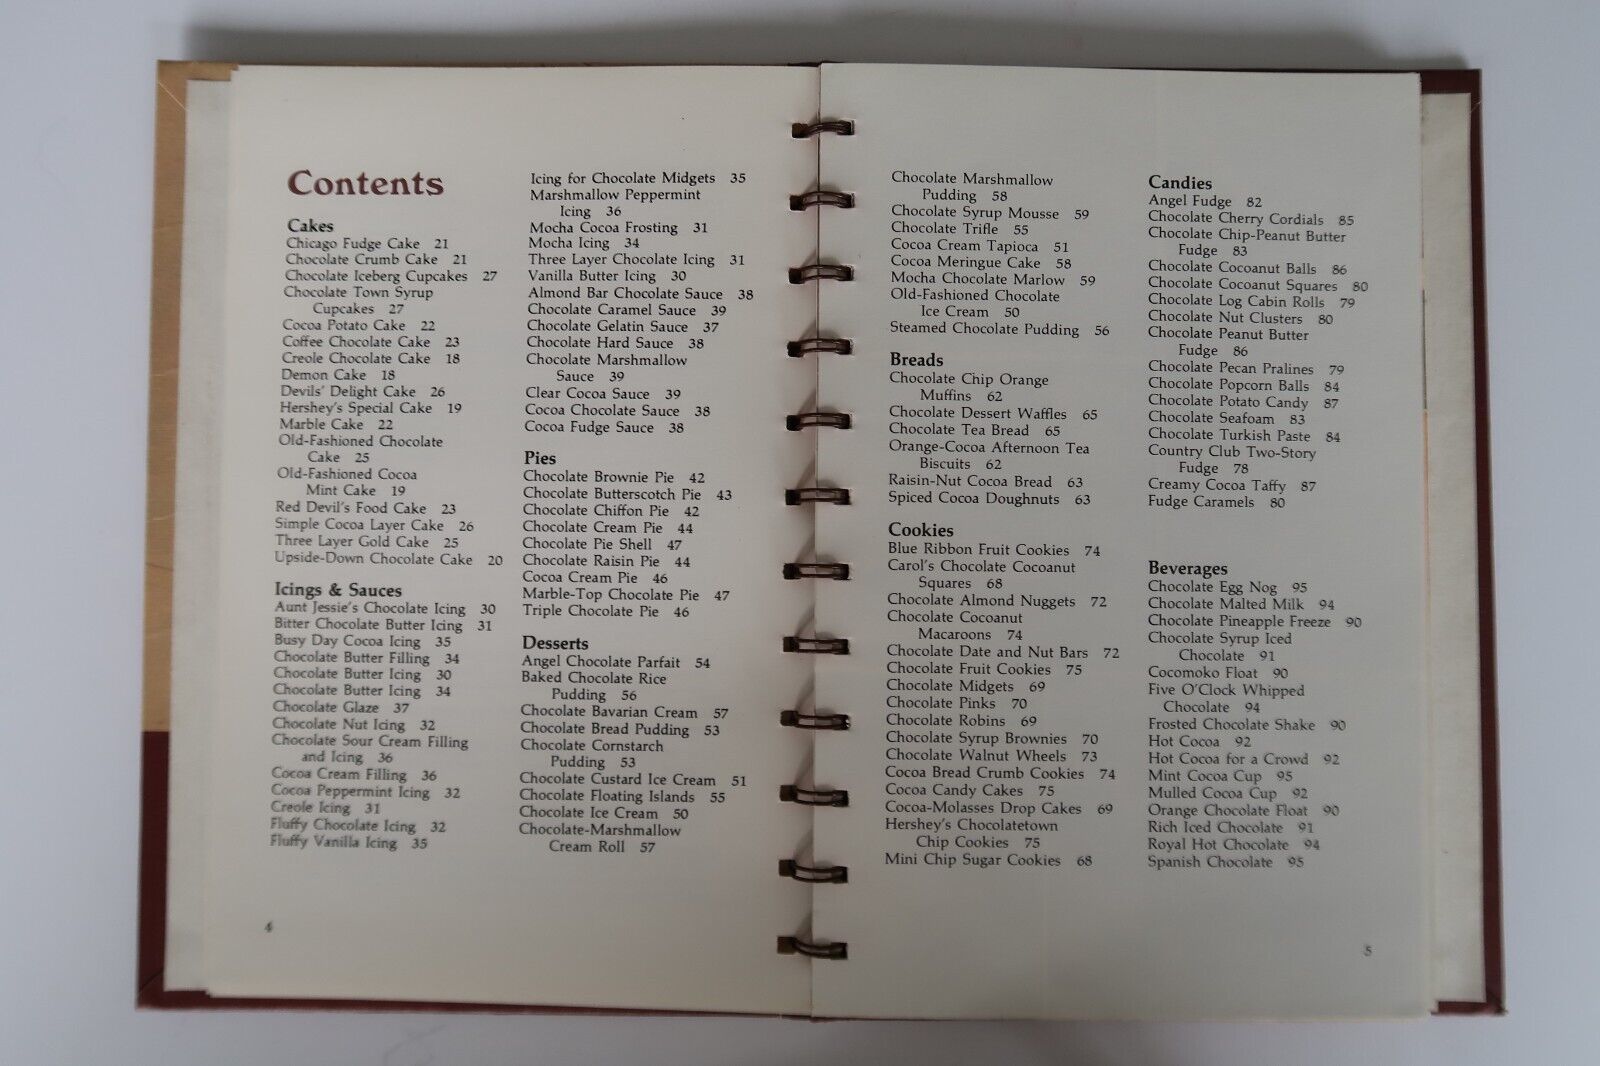 Contents
Cakes
Chicago Fudge Cake 21
Chocolate Crumb Cake 21
Chocolate Iceberg Cupcakes 27
Chocolate Town Syrup
Cupcakes 27
Cocoa Potato Cake 22
Coffee Chocolate Cake 23
Creole Chocolate Cake 18
Demon Cake 18
Devils' Delight Cake 26
Hershey's Special Cake 19
Marble Cake 22
Old-Fashioned Chocolate
Cake 25
Old-Fashioned Cocoa
Mint Cake 19
Red Devil's Food Cake 23
Simple Cocoa Layer Cake 26
Three Layer Gold Cake 25
Upside-Down Chocolate Cake 20
Icings & Sauces
Aunt Jessie's Chocolate Icing 30
Bitter Chocolate Butter Icing 31
Busy Day Cocoa Icing 35
Chocolate Butter Filling 34
Chocolate Butter Icing 30
Chocolate Butter Icing 34
Chocolate Glaze 37
Chocolate Nut Icing 32
Chocolate Sour Cream Filling
and Icing 36
Cocoa Cream Filling 36
Cocoa Peppermint Icing 32
Creole Icing 31
Fluffy Chocolate Icing 32
Fluffy Vanilla Icing 35
Icing for Chocolate Midgets 35
Marshmallow Peppermint
Icing 36
Mocha Cocoa Frosting 31
Mocha Icing 34
Three Layer Chocolate Icing 31
Vanilla Butter Icing 30
Almond Bar Chocolate Sauce 38
Chocolate Caramel Sauce 39
Chocolate Gelatin Sauce 37
Chocolate Hard Sauce 38
Chocolate Marshmallow
Sauce 39
Clear Cocoa Sauce 39
Cocoa Chocolate Sauce 38
Cocoa Fudge Sauce 38
Pies
Chocolate Brownie Pie 42
Chocolate Butterscotch Pie 43
Chocolate Chiffon Pie 42
Chocolate Cream Pie 44
Chocolate Pie Shell 47
Chocolate Raisin Pie 44
Cocoa Cream Pie 46
Marble-Top Chocolate Pie 47
Triple Chocolate Pie 46
Desserts
Angel Chocolate Parfait 54
Baked Chocolate Rice
Pudding 56
Chocolate Bavarian Cream 57
Chocolate Bread Pudding 53
Chocolate Cornstarch
Pudding 53
Chocolate Custard Ice Cream 51
Chocolate Floating Islands 55
Chocolate Ice Cream 50
Chocolate-Marshmallow
Cream Roll 57
4
Chocolate Marshmallow
Pudding 58
Chocolate Syrup Mousse 59
Chocolate Trifle 55
Cocoa Cream Tapioca 51
Cocoa Meringue Cake 58
Mocha Chocolate Marlow 59
Old-Fashioned Chocolate
Ice Cream 50
Steamed Chocolate Pudding 56
Breads
Chocolate Chip Orange
Muffins 62
Chocolate Dessert Waffles 65
Chocolate Tea Bread 65
Orange-Cocoa Afternoon Tea
Biscuits 62
Raisin-Nut Cocoa Bread 63
Spiced Cocoa Doughnuts 63
Cookies
Blue Ribbon Fruit Cookies 74
Carol's Chocolate Cocoanut
Squares 68
Chocolate Almond Nuggets 72
Chocolate Cocoanut
Macaroons 74
Chocolate Date and Nut Bars 72
Chocolate Fruit Cookies 75
Chocolate Midgets 69
Chocolate Pinks 70
Chocolate Robins 69
Chocolate Syrup Brownies 70
Chocolate Walnut Wheels 73
Cocoa Bread Crumb Cookies 74
Cocoa Candy Cakes 75
Cocoa-Molasses Drop Cakes 69
Hershey's Chocolatetown
Chip Cookies 75
Mini Chip Sugar Cookies 68
Candies
Angel Fudge 82
Chocolate Cherry Cordials 85
Chocolate Chip-Peanut Butter
Fudge 83
Chocolate Cocoanut Balls 86
Chocolate Cocoanut Squares 80
Chocolate Log Cabin Rolls 79
Chocolate Nut Clusters 80
Chocolate Peanut Butter
Fudge 86
Chocolate Pecan Pralines 79
Chocolate Popcorn Balls 84
Chocolate Potato Candy 87
Chocolate Seafoam 83
Chocolate Turkish Paste 84
Country Club Two-Story
Fudge 78
Creamy Cocoa Taffy 87
Fudge Caramels 80
Beverages
Chocolate Egg Nog 95
Chocolate Malted Milk 94
Chocolate Pineapple Freeze 90
Chocolate Syrup Iced
Chocolate 91
Cocomoko Float 90
Five O'Clock Whipped
Chocolate 94
Frosted Chocolate Shake 90
Hot Cocoa 92
Hot Cocoa for a Crowd 92
Mint Cocoa Cup 95
Mulled Cocoa Cup 92
Orange Chocolate Float 90
Rich Iced Chocolate 91
Royal Hot Chocolate 94
Spanish Chocolate 95
5